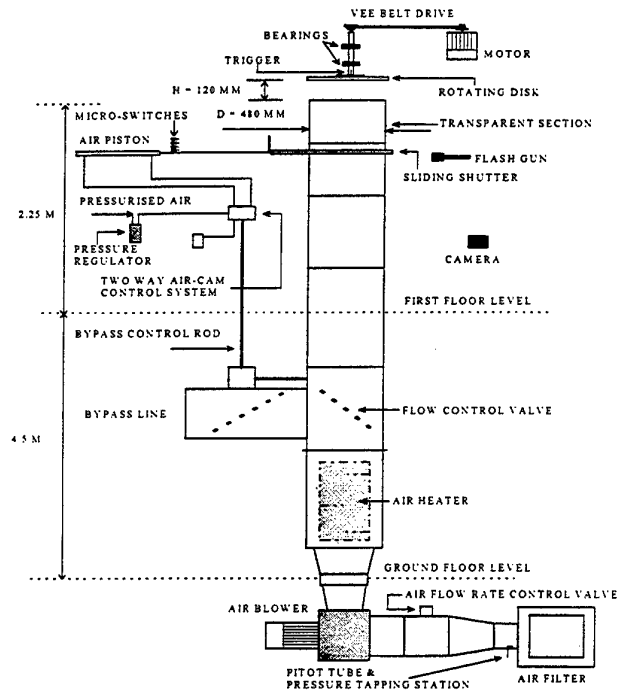 VEE BELT DRIVE
BEARINGS
MOTOR
TRIGGER
ROTATING DISK
H = 120 MM
MICRO-SWITCHES
D = 480 MM
TRANSPARENT SECTION
AIR PISTON
FLASH GUN
SLIDING SHUTTER
PRESSURISED AIR
2.25 M
PRESSURE
REGULATOR
CAMERA
TWO WAY AIR-CAM
CONTROL SYSTEM
FIRST FLOOR LEVEL
BYPASS CONTROL ROD
BYPASS LINE
FLOW CONTROL VALVE
4 5 M
AIR HEATER
GROUND FLOOR LEVEL
AIR FLOW RATE CONTROL VALVE
AIR BLOWER
PITOT TUBE &
PRESSURE TAPPING STATION
AIR FILTER